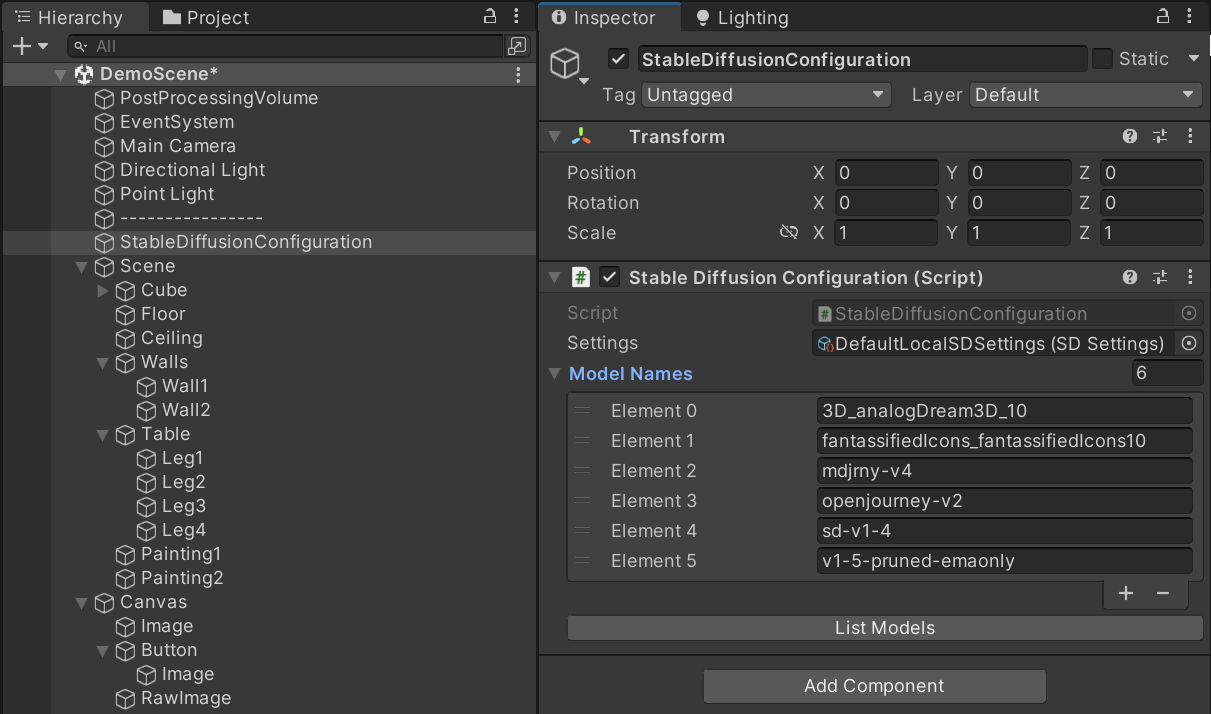 Hierarchy
Project
All
DemoScene*
PostProcessingVolume
EventSystem
Main Camera
Directional Light
Point Light
----------------
StableDiffusionConfiguration
Scene
Cube
Floor
Ceiling
Walls
Wall1
Wall2
Table
Leg1
Leg2
Leg3
Leg4
Painting1
Painting2
Canvas
Image
Button
Image
RawImage
Inspector
Lighting
StableDiffusionConfiguration Static
Tag Untagged Layer Default
Transform
Position X 0 Y 0 Z 0
Rotation X 0 Y 0 Z 0
Scale X 1 Y 1 Z 1
# Stable Diffusion Configuration (Script)
Script # StableDiffusionConfiguration
Settings DefaultLocalSDSettings (SD Settings)
Model Names 6
Element 0 3D_analogDream3D_10
Element 1 fantassifiedIcons_fantassifiedIcons10
Element 2 mdjrny-v4
Element 3 openjourney-v2
Element 4 sd-v1-4
Element 5 v1-5-pruned-emaonly
+ −
List Models
Add Component